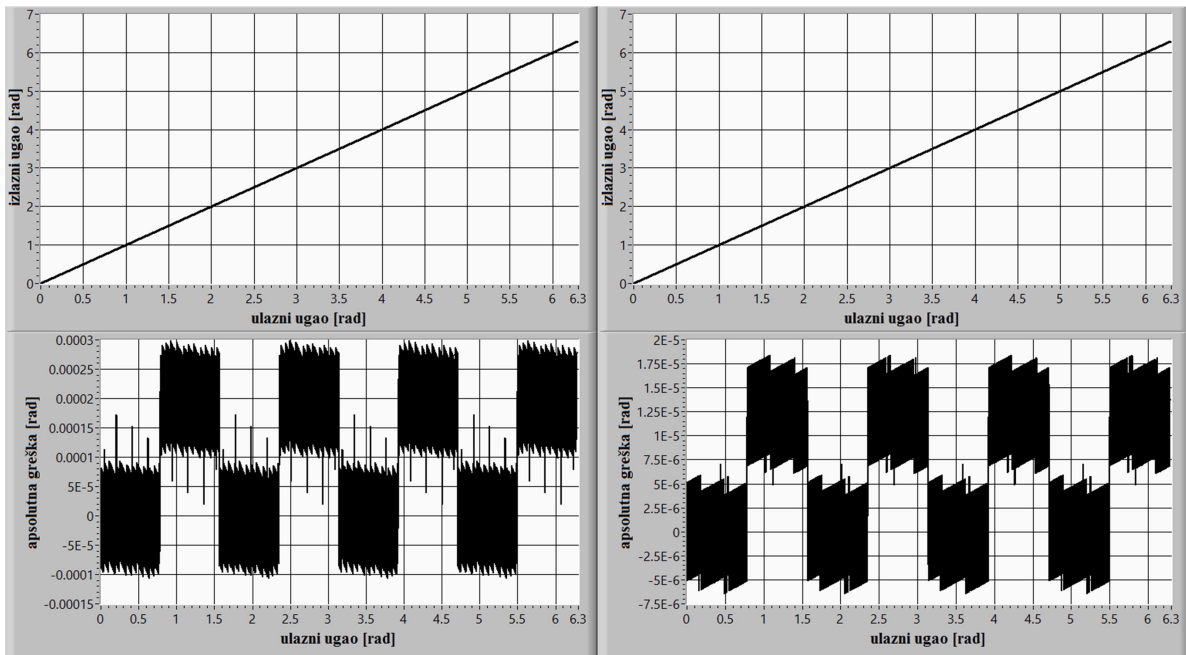 7
6
5
4
3
2
1
0
izlazni ugao [rad]
0 0.5 1 1.5 2 2.5 3 3.5 4 4.5 5 5.5 6 6.3
ulazni ugao [rad]
7
6
5
4
3
2
1
0
izlazni ugao [rad]
0 0.5 1 1.5 2 2.5 3 3.5 4 4.5 5 5.5 6 6.3
ulazni ugao [rad]
0.0003
0.00025
0.0002
0.00015
0.0001
5E-5
0
-5E-5
-0.0001
-0.00015
apsolutna greška [rad]
0 0.5 1 1.5 2 2.5 3 3.5 4 4.5 5 5.5 6.3
ulazni ugao [rad]
2E-5
1.75E-5
1.5E-5
1.25E-5
1E-5
7.5E-6
5E-6
2.5E-6
0
-2.5E-6
-5E-6
-7.5E-6
apsolutna greška [rad]
0 0.5 1 1.5 2 2.5 3 3.5 4 4.5 5 5.5 6.3
ulazni ugao [rad]